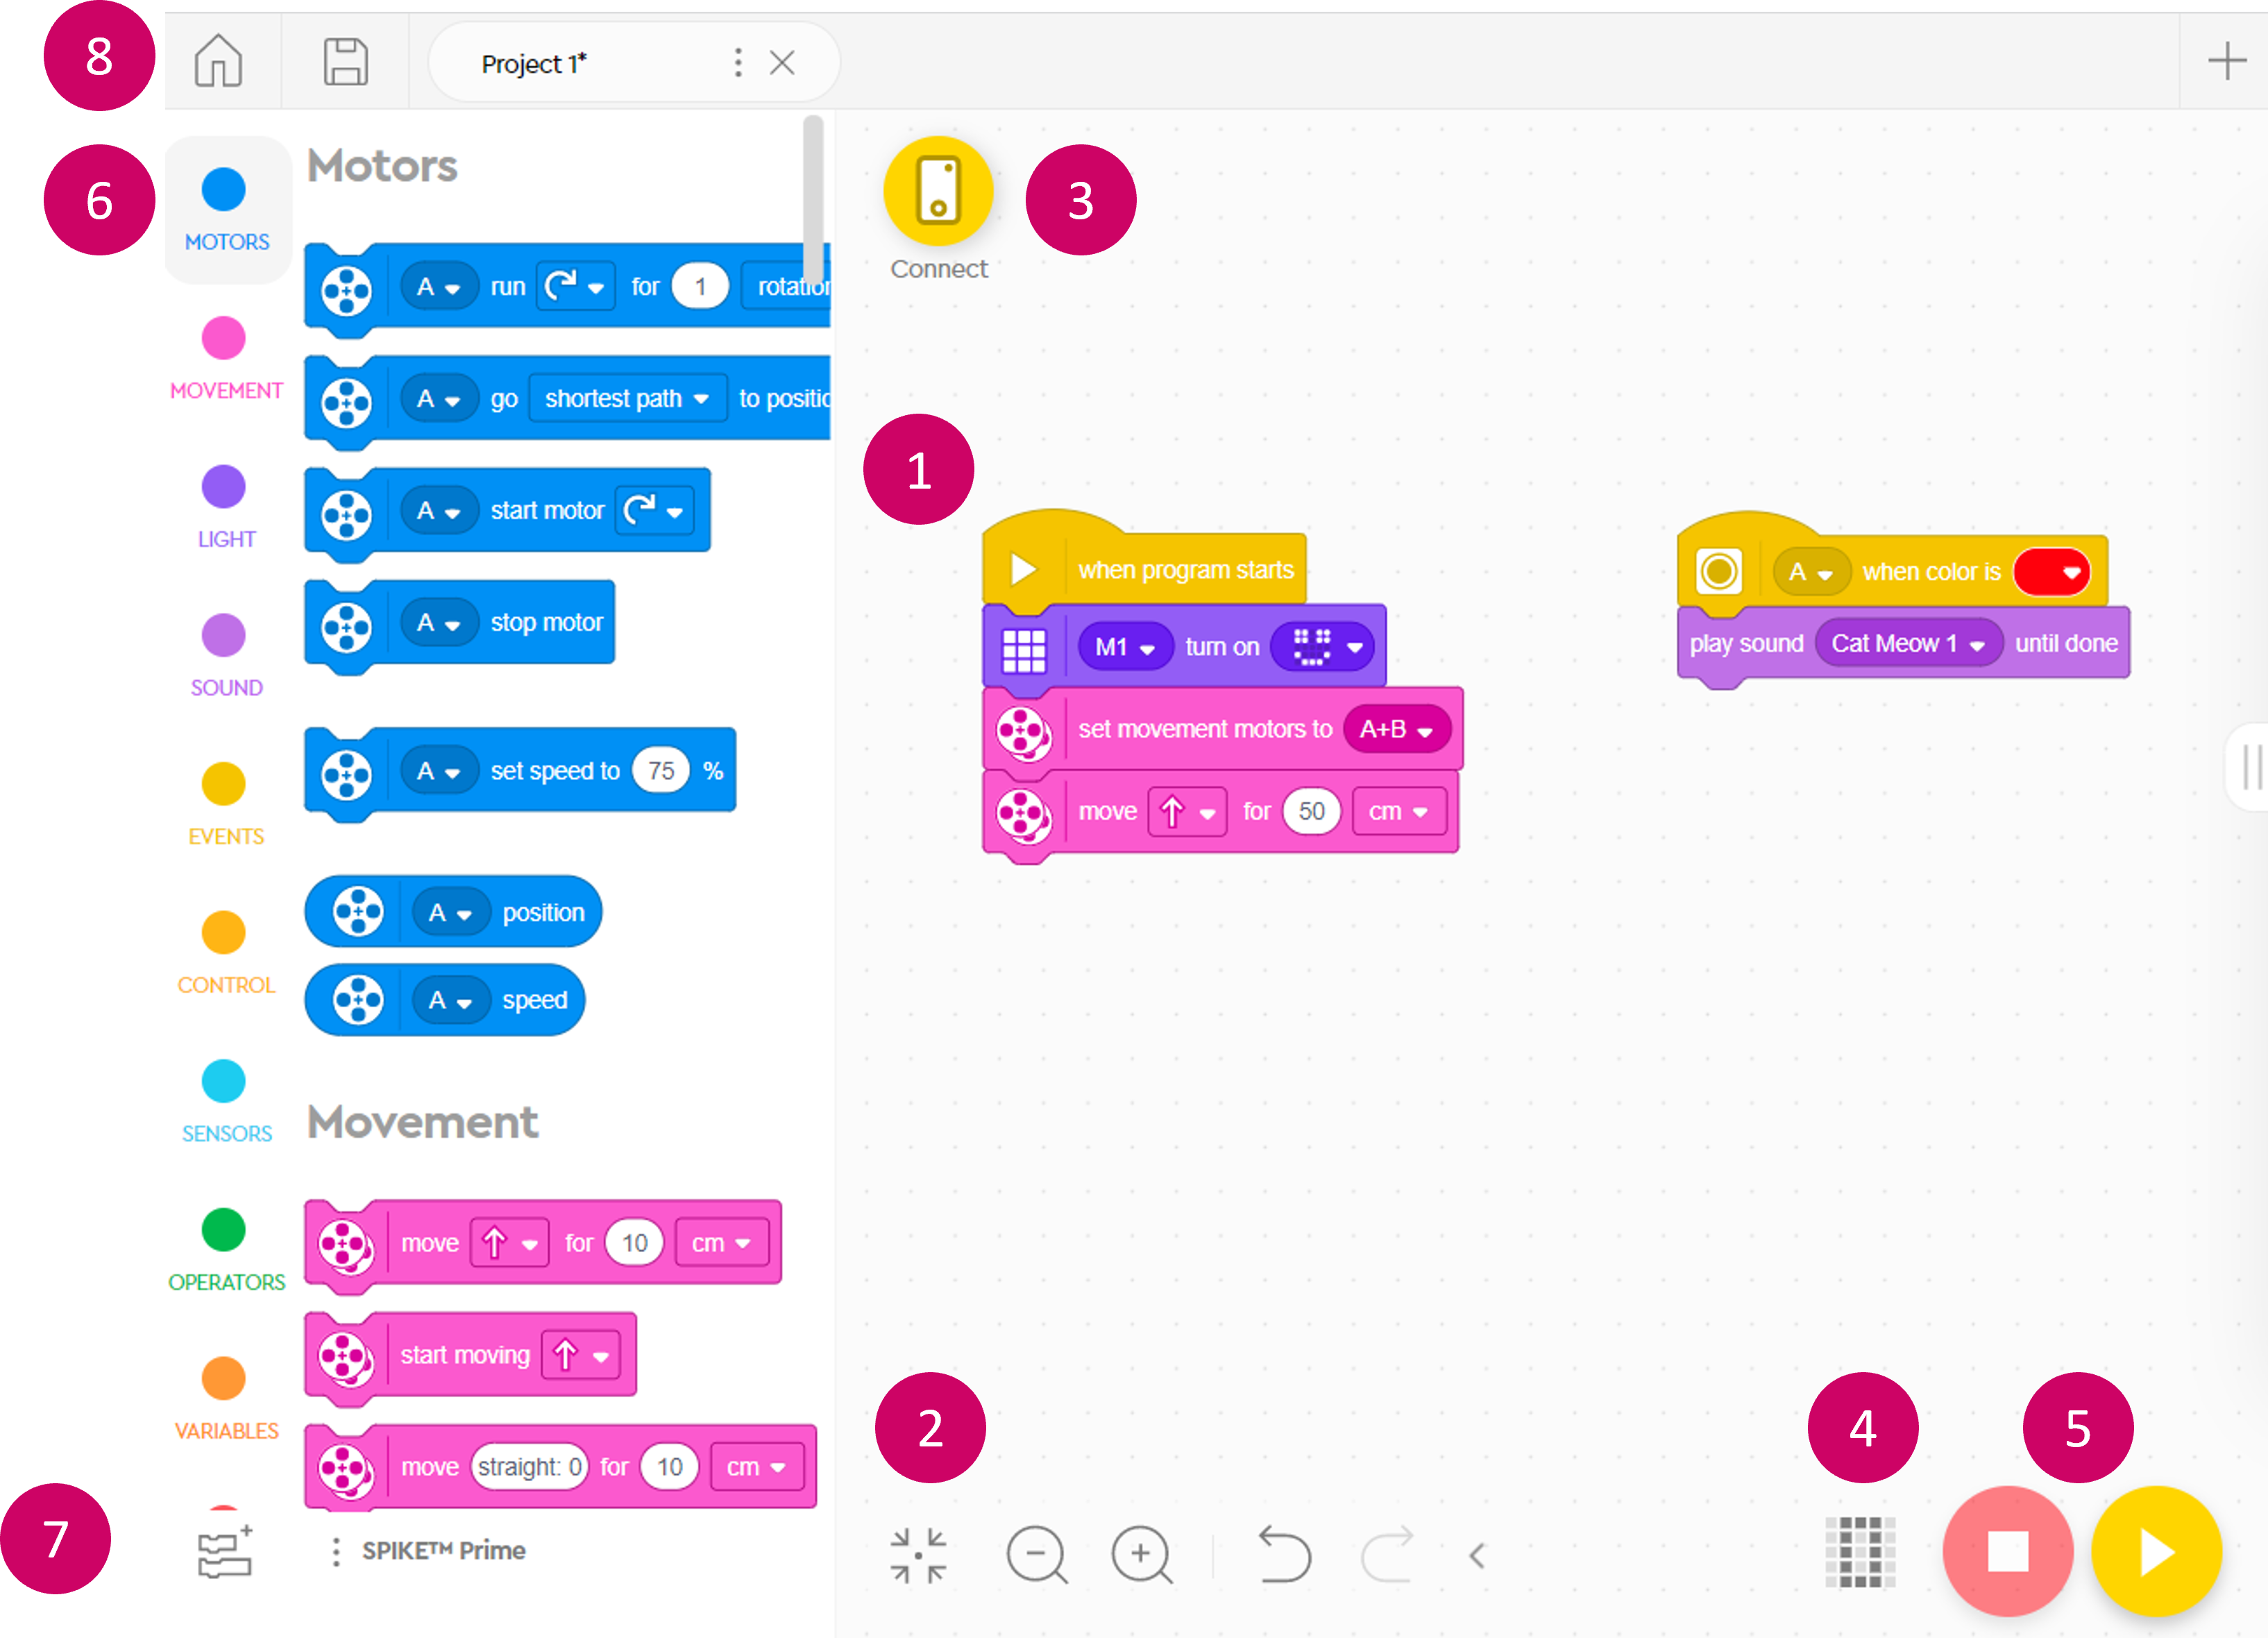 8
Project 1*
6
MOTORS
MOVEMENT
LIGHT
SOUND
EVENTS
CONTROL
SENSORS
OPERATORS
VARIABLES
7
Motors
A run for 1 rotation
A go shortest path to positic
A start motor
A stop motor
A set speed to 75 %
A position
A speed
Movement
move for 10 cm
start moving
move straight: 0 for 10 cm
SPIKE™ Prime
Connect
3
1
when program starts
M1 turn on
set movement motors to A+B
move for 50 cm
A when color is
play sound Cat Meow 1 until done
2
4
5